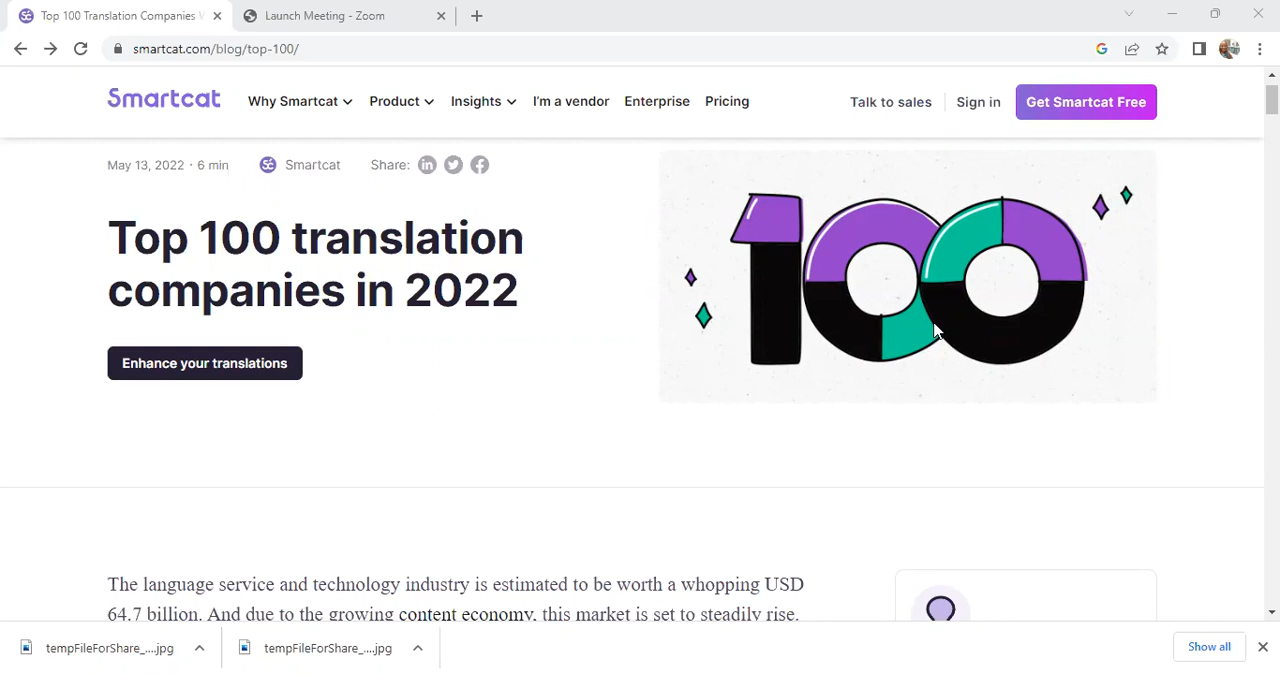 Top 100 Translation Companies W
Launch Meeting - Zoom
smartcat.com/blog/top-100/
Smartcat
Why Smartcat
Product
Insights
I'm a vendor
Enterprise
Pricing
Talk to sales
Sign in
Get Smartcat Free
May 13, 2022 · 6 min
Smartcat
Share:
Top 100 translation
companies in 2022
Enhance your translations
100
The language service and technology industry is estimated to be worth a whopping USD
64.7 billion. And due to the growing content economy, this market is set to steadily rise.
tempFileForShare_....jpg
tempFileForShare_....jpg
Show all